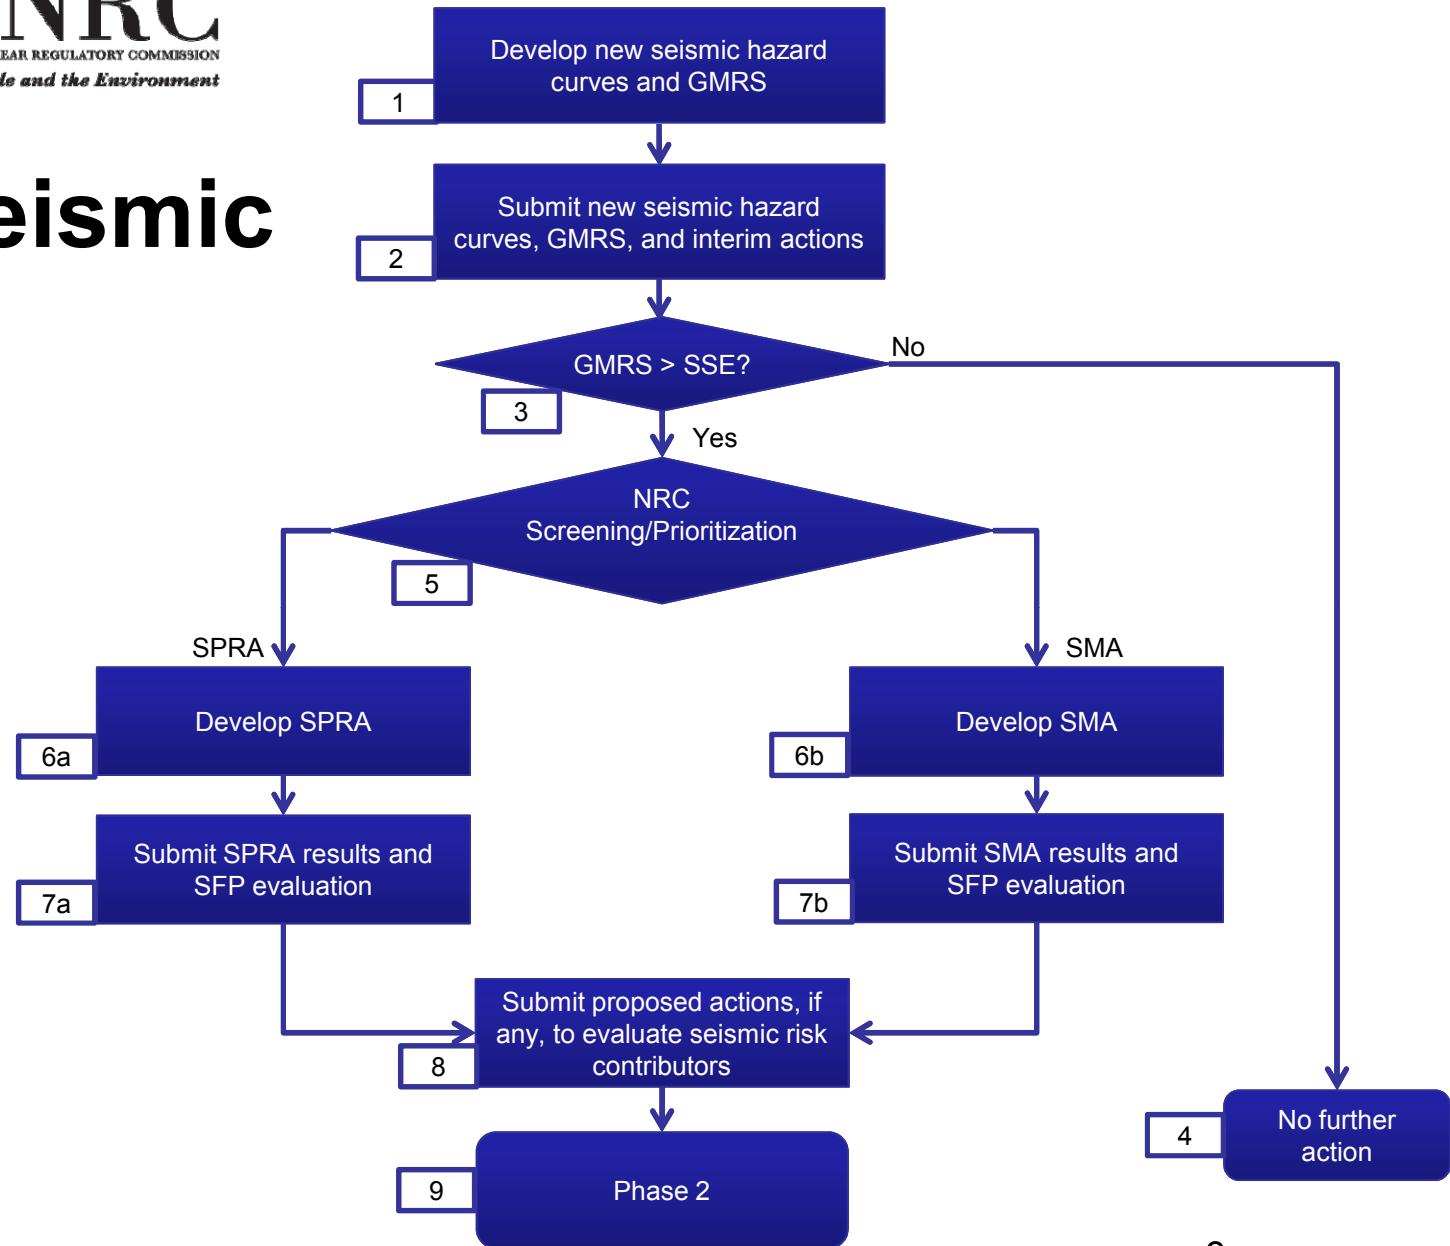 NRC
EAR REGULATORY COMMISSION
le and the Environment
eismic
Develop new seismic hazard
curves and GMRS
1
Submit new seismic hazard
curves, GMRS, and interim actions
2
GMRS > SSE?
No
3
Yes
NRC
Screening/Prioritization
5
SPRA
SMA
Develop SPRA
Develop SMA
6a
6b
Submit SPRA results and
SFP evaluation
Submit SMA results and
SFP evaluation
7a
7b
Submit proposed actions, if
any, to evaluate seismic risk
contributors
8
No further
action
4
Phase 2
9